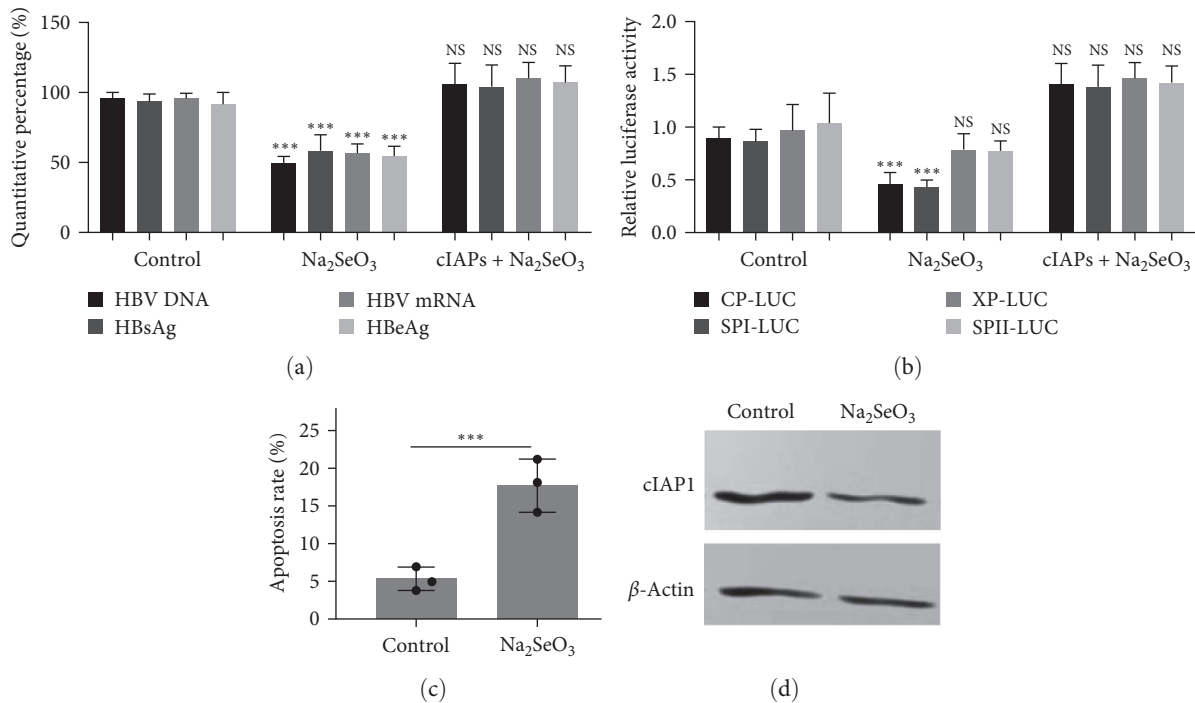 Quantitative percentage (%)
150
100
50
0
***
***
***
***
NS
NS
NS
NS
Control
Na₂SeO₃
cIAPs + Na₂SeO₃
HBV DNA
HBV mRNA
HBsAg
HBeAg
(a)
Relative luciferase activity
2.0
1.5
1.0
0.5
0.0
***
***
NS
NS
NS
NS
NS
NS
Control
Na₂SeO₃
cIAPs + Na₂SeO₃
CP-LUC
XP-LUC
SPI-LUC
SPII-LUC
(b)
Apoptosis rate (%)
25
20
15
10
5
0
***
Control
Na₂SeO₃
(c)
Control
Na₂SeO₃
cIAP1
β-Actin
(d)